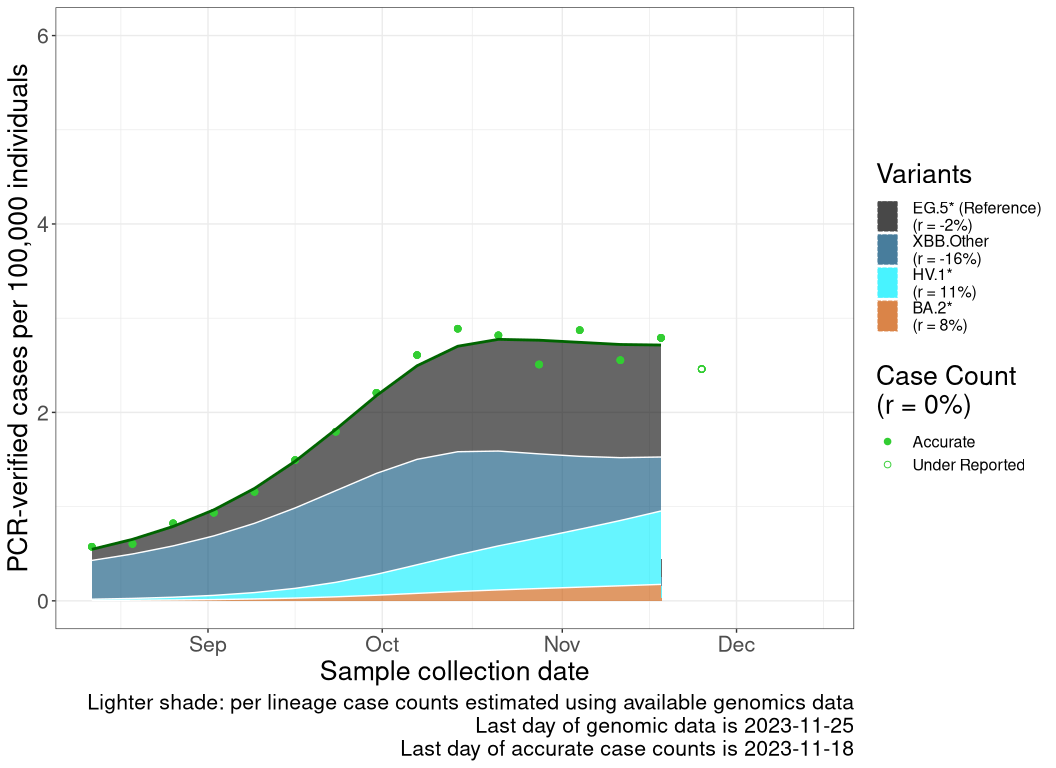 PCR-verified cases per 100,000 individuals
6
4
2
0
Sep
Oct
Nov
Dec
Sample collection date
Lighter shade: per lineage case counts estimated using available genomics data
Last day of genomic data is 2023-11-25
Last day of accurate case counts is 2023-11-18
Variants
EG.5* (Reference)
(r = -2%)
XBB.Other
(r = -16%)
HV.1*
(r = 11%)
BA.2*
(r = 8%)
Case Count
(r = 0%)
Accurate
Under Reported